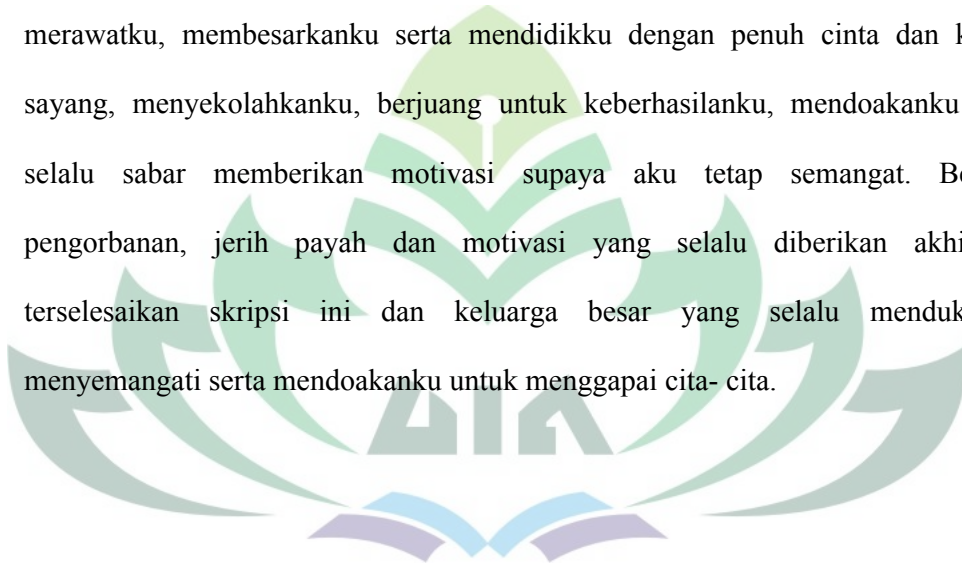 merawatku, membesarkanku serta mendidikku dengan penuh cinta dan
sayang, menyekolahkanku, berjuang untuk keberhasilanku, mendoakanku
selalu sabar memberikan motivasi supaya aku tetap semangat.
pengorbanan, jerih payah dan motivasi yang selalu diberikan
terselesaikan skripsi ini dan keluarga besar yang selalu
menyemangati serta mendoakanku untuk menggapai cita- cita.